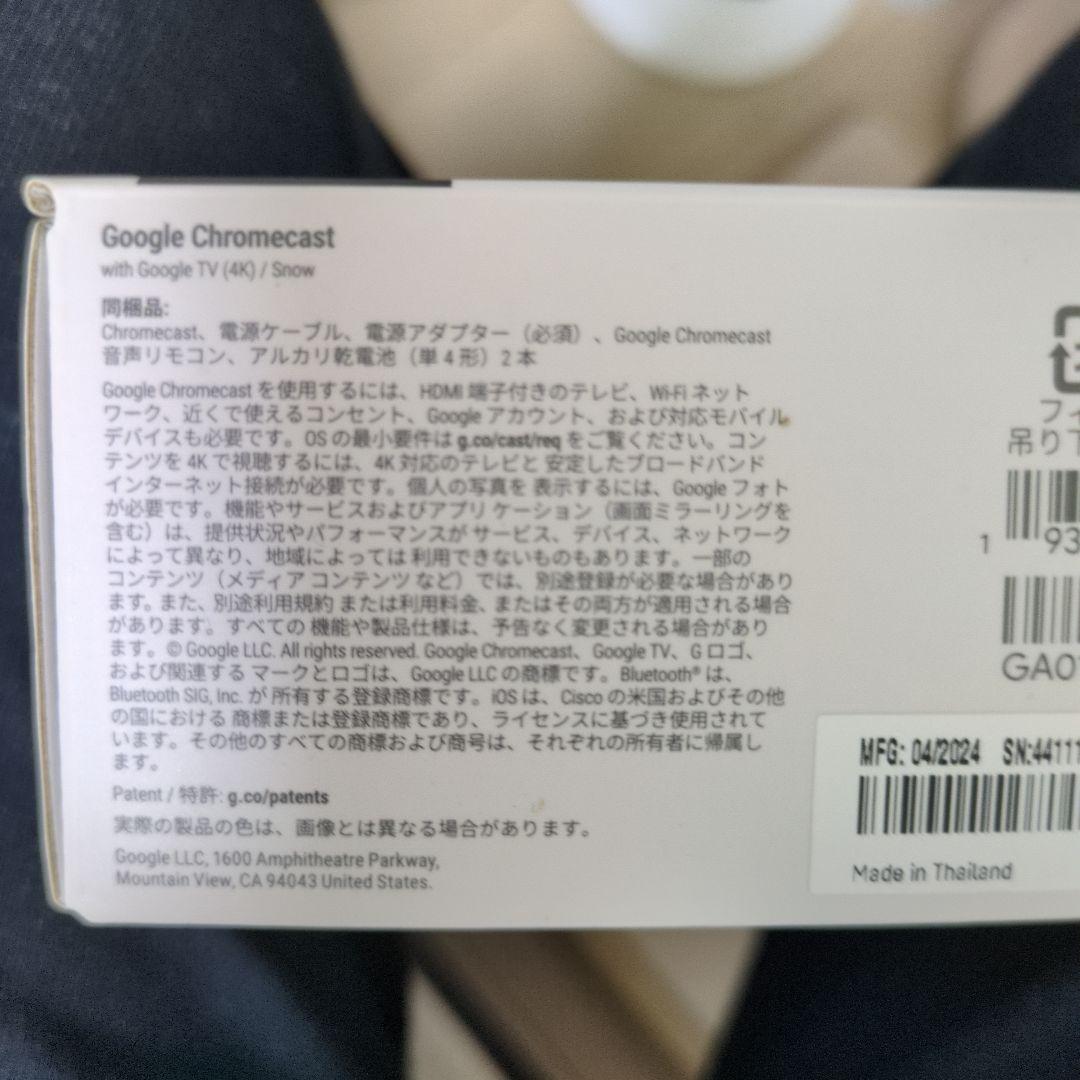 Google Chromecast
with Google TV (4K) / Snow
同梱品:
Chromecast、電源ケーブル、電源アダプター（必須）、Google Chromecast
音声リモコン、アルカリ乾電池（単4形）2本
Google Chromecast を使用するには、HDMI 端子付きのテレビ、Wi-Fi ネット
ワーク、近くで使えるコンセント、Google アカウント、および対応モバイル
デバイスも必要です。OS の最小要件は g.co/cast/req をご覧ください。コン
テンツを 4K で視聴するには、4K 対応のテレビと 安定したブロードバンド
インターネット接続が必要です。個人の写真を 表示するには、Google フォト
が必要です。機能やサービスおよびアプリ ケーション（画面ミラーリングを
含む）は、提供状況やパフォーマンスが サービス、デバイス、ネットワーク
によって異なり、地域によっては 利用できないものもあります。一部の
コンテンツ（メディア コンテンツ など）では、別途登録が必要な場合があり
ます。また、別途利用規約 または利用料金、またはその両方が適用される場合
があります。すべての 機能や製品仕様は、予告なく変更される場合があり
ます。© Google LLC. All rights reserved. Google Chromecast、Google TV、G ロゴ、
および関連する マークとロゴは、Google LLC の商標です。Bluetooth® は、
Bluetooth SIG, Inc. が 所有する登録商標です。iOS は、Cisco の米国およびその他
の国における 商標または登録商標であり、ライセンスに基づき使用されて
います。その他のすべての商標および商号は、それぞれの所有者に帰属し
ます。
Patent / 特許: g.co/patents
実際の製品の色は、画像とは異なる場合があります。
Google LLC, 1600 Amphitheatre Parkway,
Mountain View, CA 94043 United States.
フィ
吊り下
1 93
GA0
MFG: 04/2024 SN:44111
Made in Thailand